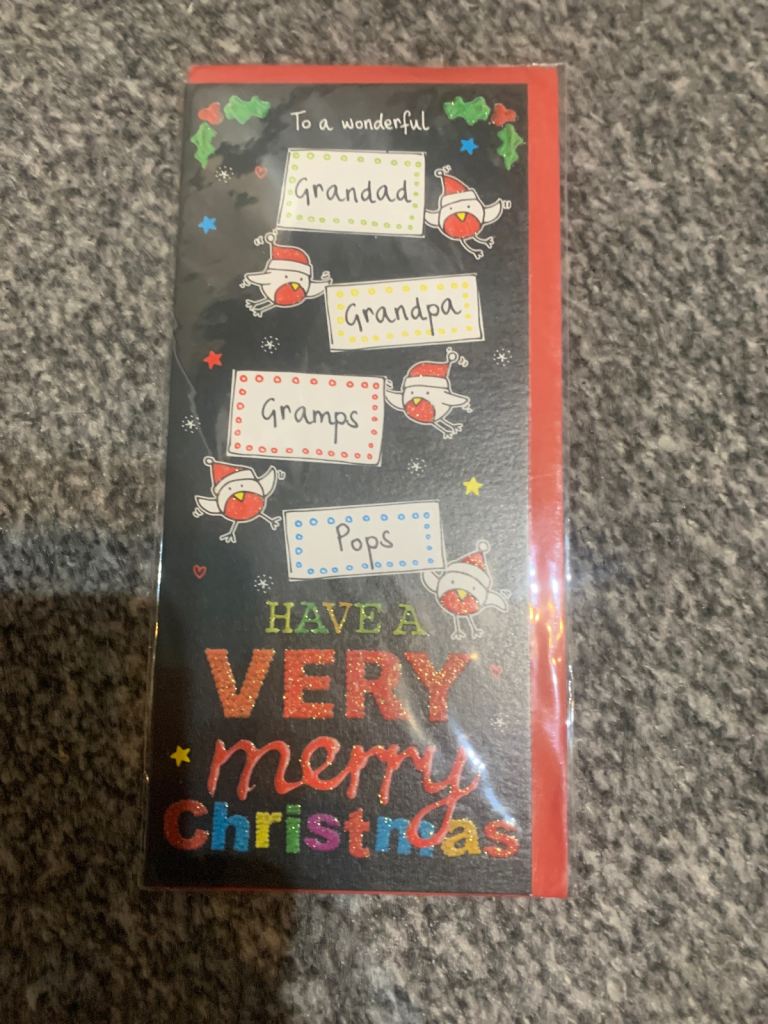 To a wonderful
Grandad
Grandpa
Gramps
Pops
HAVE A
VERY
merry
Christmas